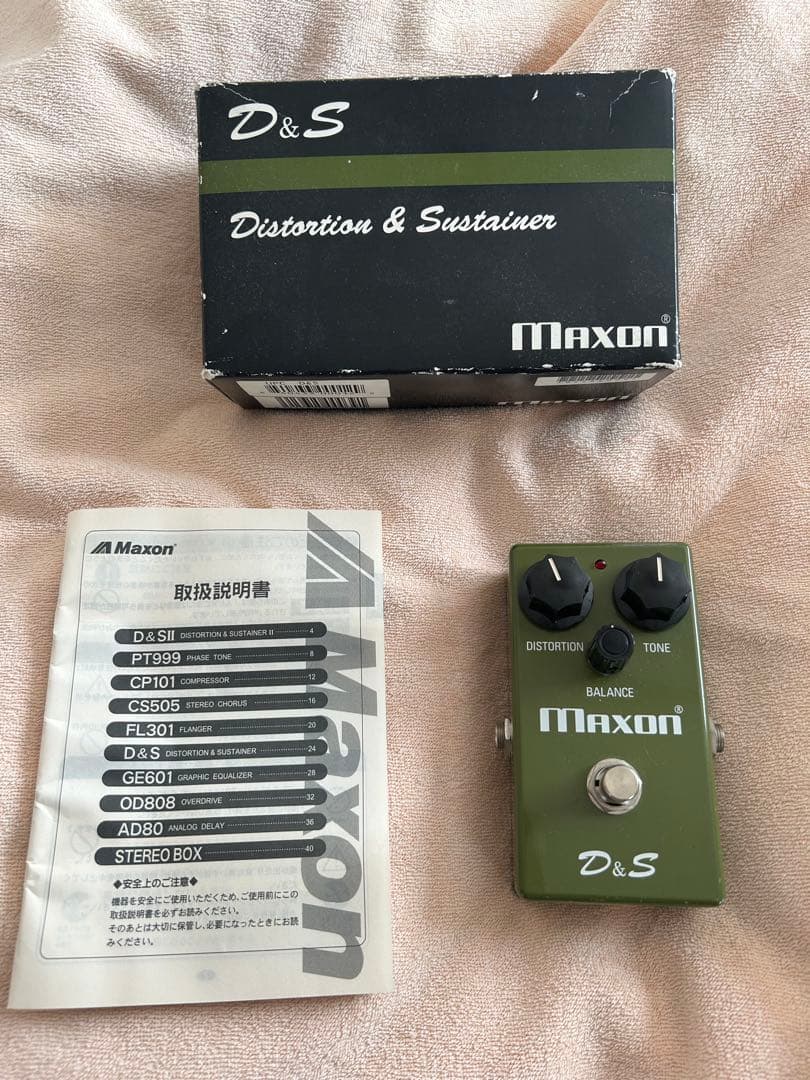 D&S
Distortion & Sustainer
MAXON®
UPC D&S
Maxon®
取扱説明書
D&SII DISTORTION & SUSTAINER II 4
PT999 PHASE TONE 8
CP101 COMPRESSOR 12
CS505 STEREO CHORUS 16
FL301 FLANGER 20
D&S DISTORTION & SUSTAINER 24
GE601 GRAPHIC EQUALIZER 28
OD808 OVERDRIVE 32
AD80 ANALOG DELAY 36
STEREO BOX 40
◆安全上のご注意◆
機器を安全にご使用いただくため、ご使用前にこの
取扱説明書を必ずお読みください。
そのあとは大切に保管し、必要になったときにお読
みください。
Maxon
DISTORTION
TONE
BALANCE
MAXON®
D&S